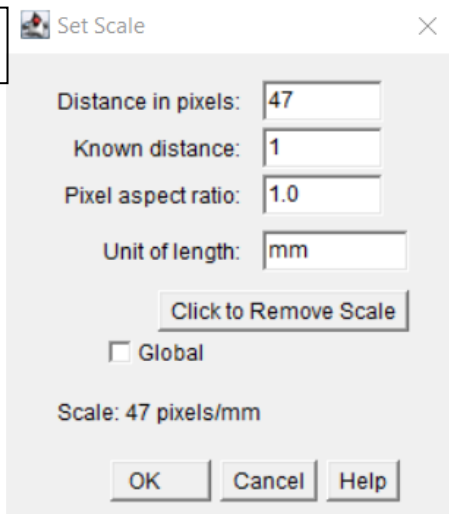 Set Scale
Distance in pixels: 47
Known distance: 1
Pixel aspect ratio: 1.0
Unit of length: mm
Click to Remove Scale
Global
Scale: 47 pixels/mm
OK Cancel Help